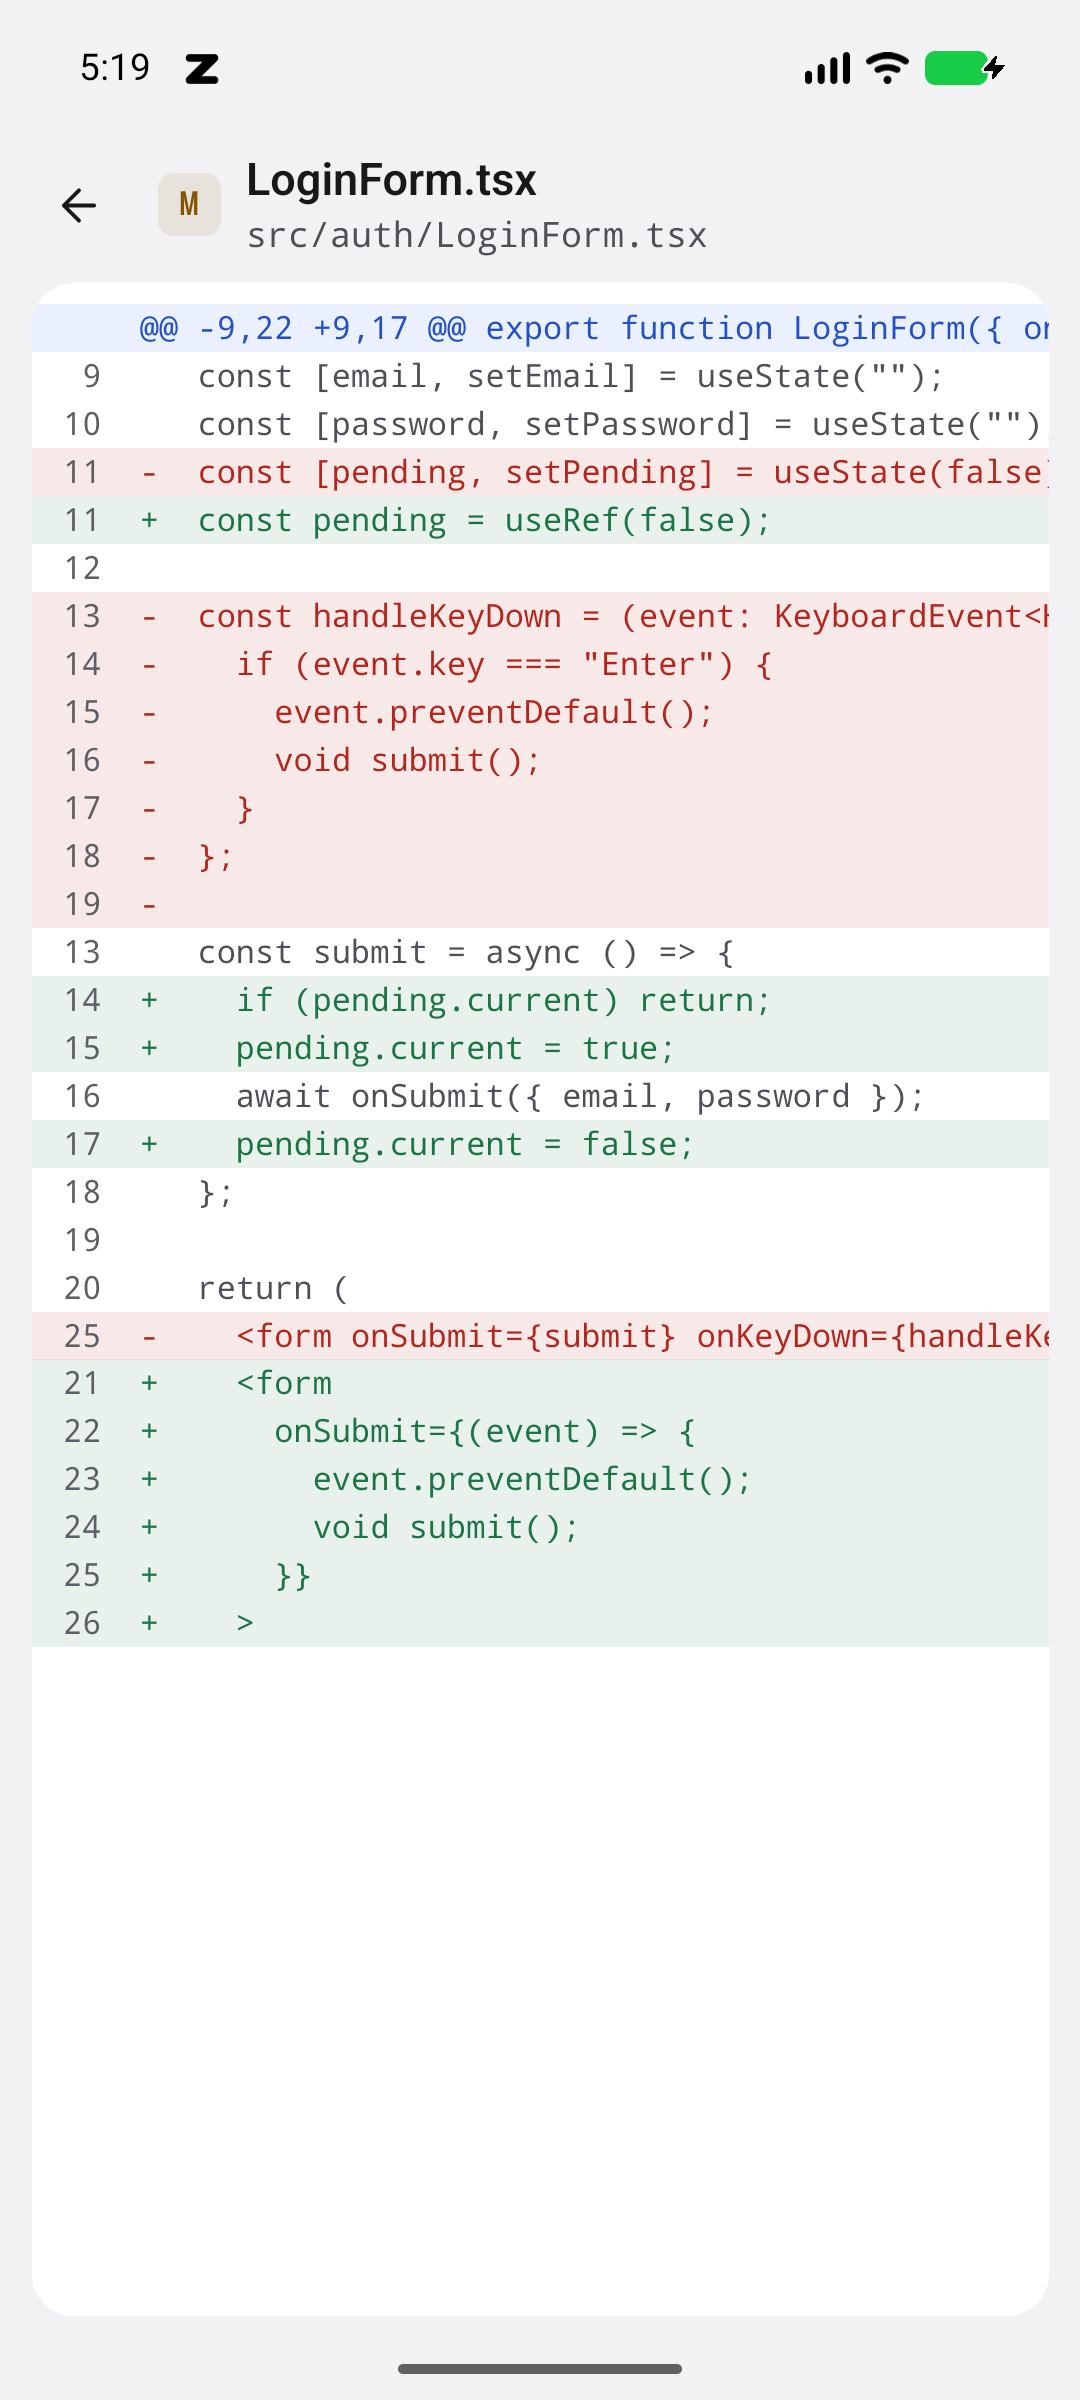 5:19
M
LoginForm.tsx
src/auth/LoginForm.tsx
@@ -9,22 +9,17 @@ export function LoginForm({ on
9 const [email, setEmail] = useState("");
10 const [password, setPassword] = useState("")
11 - const [pending, setPending] = useState(false)
11 + const pending = useRef(false);
12
13 - const handleKeyDown = (event: KeyboardEvent<H
14 - if (event.key === "Enter") {
15 - event.preventDefault();
16 - void submit();
17 - }
18 - };
19 -
13 const submit = async () => {
14 + if (pending.current) return;
15 + pending.current = true;
16 await onSubmit({ email, password });
17 + pending.current = false;
18 };
19
20 return (
25 - <form onSubmit={submit} onKeyDown={handleKe
21 + <form
22 + onSubmit={(event) => {
23 + event.preventDefault();
24 + void submit();
25 + }}
26 + >